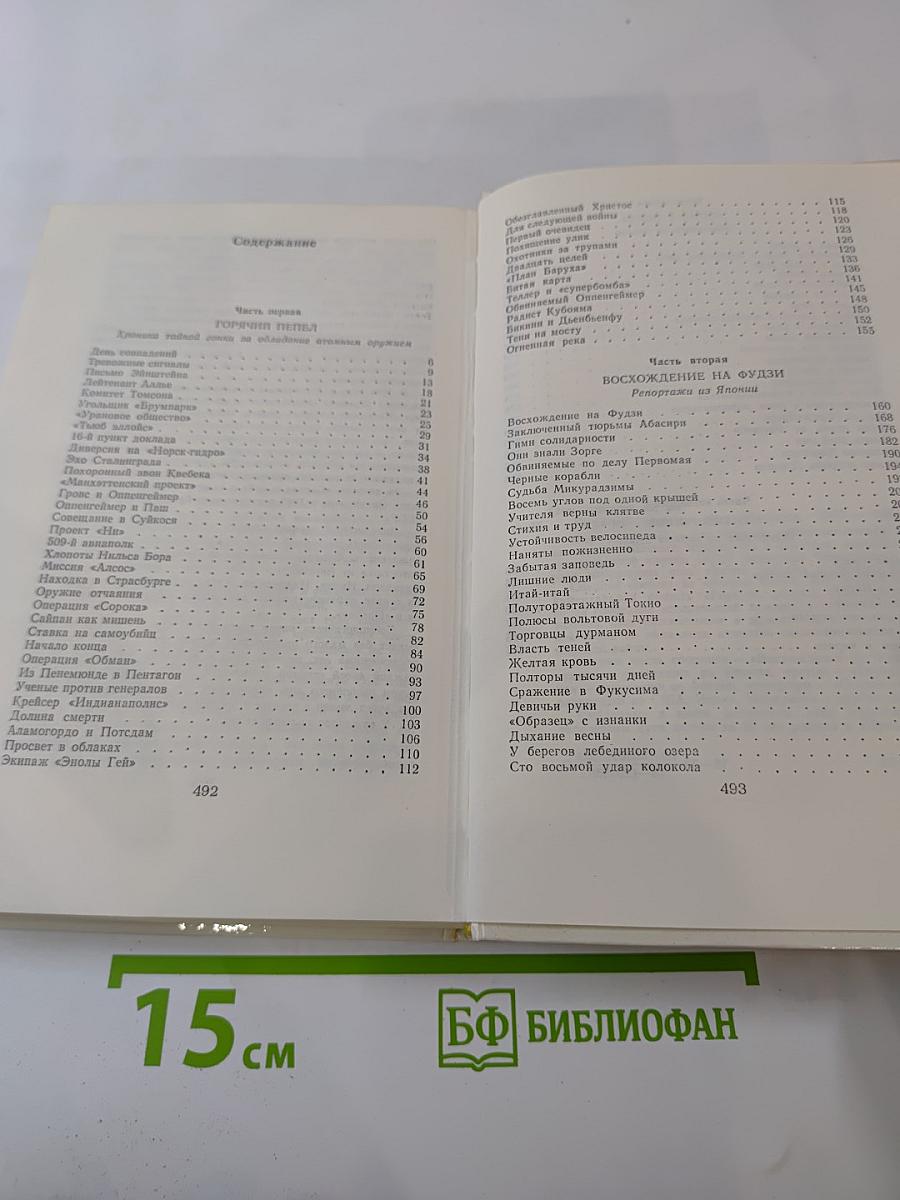 Содержание
Часть первая
ГОРЯЧИЙ ПЕПЕЛ
Хроника тайной гонки за обладание атомным оружием
День совпадений 6
Тревожные сигналы 9
Письмо Эйнштейна 13
Лейтенант Аллье 18
Комитет Томсона 21
Угольщик «Брумпарк» 23
«Урановое общество» 25
«Тьюб эллойс» 29
16-й пункт доклада 31
Диверсия на «Норск-гидро» 34
Эхо Сталинграда 38
Похоронный звон Квебека 41
«Манхэттенский проект» 44
Гровс и Оппенгеймер 46
Оппенгеймер и Паш 50
Совещание в Суйкося 54
Проект «Ни» 56
509-й авиаполк 60
Хлопоты Нильса Бора 61
Миссия «Алсос» 65
Находка в Страсбурге 69
Оружие отчаяния 72
Операция «Сорока» 75
Сайпан как мишень 78
Ставка на самоубийц 82
Начало конца 84
Операция «Обман» 90
Из Пенемюнде в Пентагон 93
Ученые против генералов 97
Крейсер «Индианаполис» 100
Долина смерти 103
Аламогордо и Потсдам 106
Просвет в облаках 110
Экипаж «Энолы Гей» 112
492
Обезглавленный Христос 115
Для следующей войны 118
Первый очевидец 120
Похищение улик 123
Охотники за трупами 126
Двадцать целей 129
«План Баруха» 133
Битая карта 136
Теллер и «супербомба» 141
Обвиняемый Оппенгеймер 145
Радист Кубояма 148
Бикини и Дьенбьенфу 150
Тени на мосту 152
Огненная река 155
Часть вторая
ВОСХОЖДЕНИЕ НА ФУДЗИ
Репортажи из Японии
Восхождение на Фудзи 160
Заключенный тюрьмы Абасири 168
Гимн солидарности 176
Они знали Зорге 182
Обвиняемые по делу Первомая 190
Черные корабли
Судьба Микурадзимы
Восемь углов под одной крышей
Учителя верны клятве
Стихия и труд
Устойчивость велосипеда
Наняты пожизненно
Забытая заповедь
Лишние люди
Итай-итай
Полутораэтажный Токио
Полюсы вольтовой дуги
Торговцы дурманом
Власть теней
Желтая кровь
Полторы тысячи дней
Сражение в Фукусима
Девичьи руки
«Образец» с изнанки
Дыхание весны
У берегов лебединого озера
Сто восьмой удар колокола
493
15 см
БФ БИБЛИОФАН